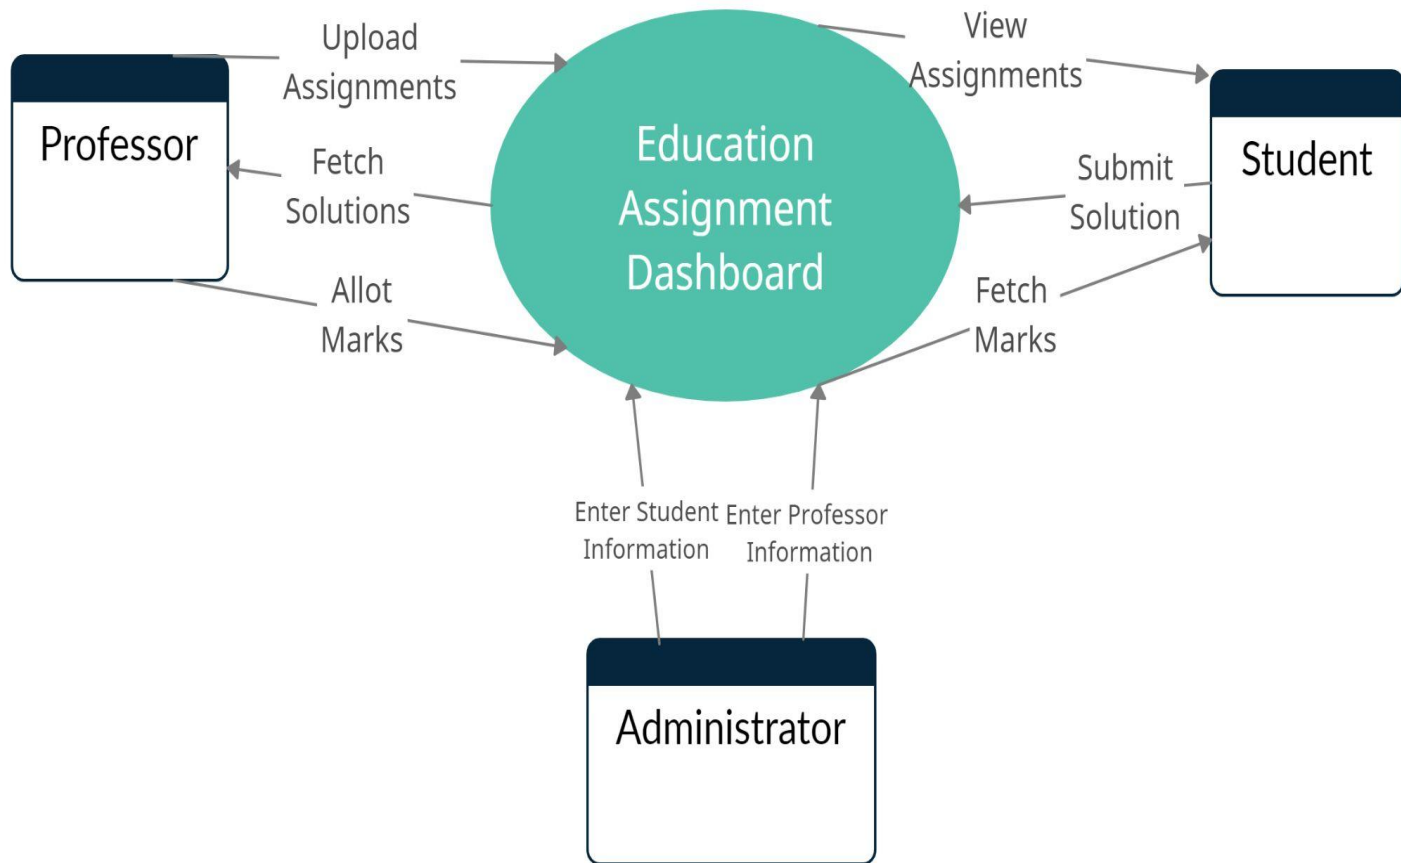 Upload
Assignments
View
Assignments
Professor
Education
Assignment
Dashboard
Student
Fetch
Solutions
Submit
Solution
Allot
Marks
Fetch
Marks
Enter Student
Information
Enter Professor
Information
Administrator